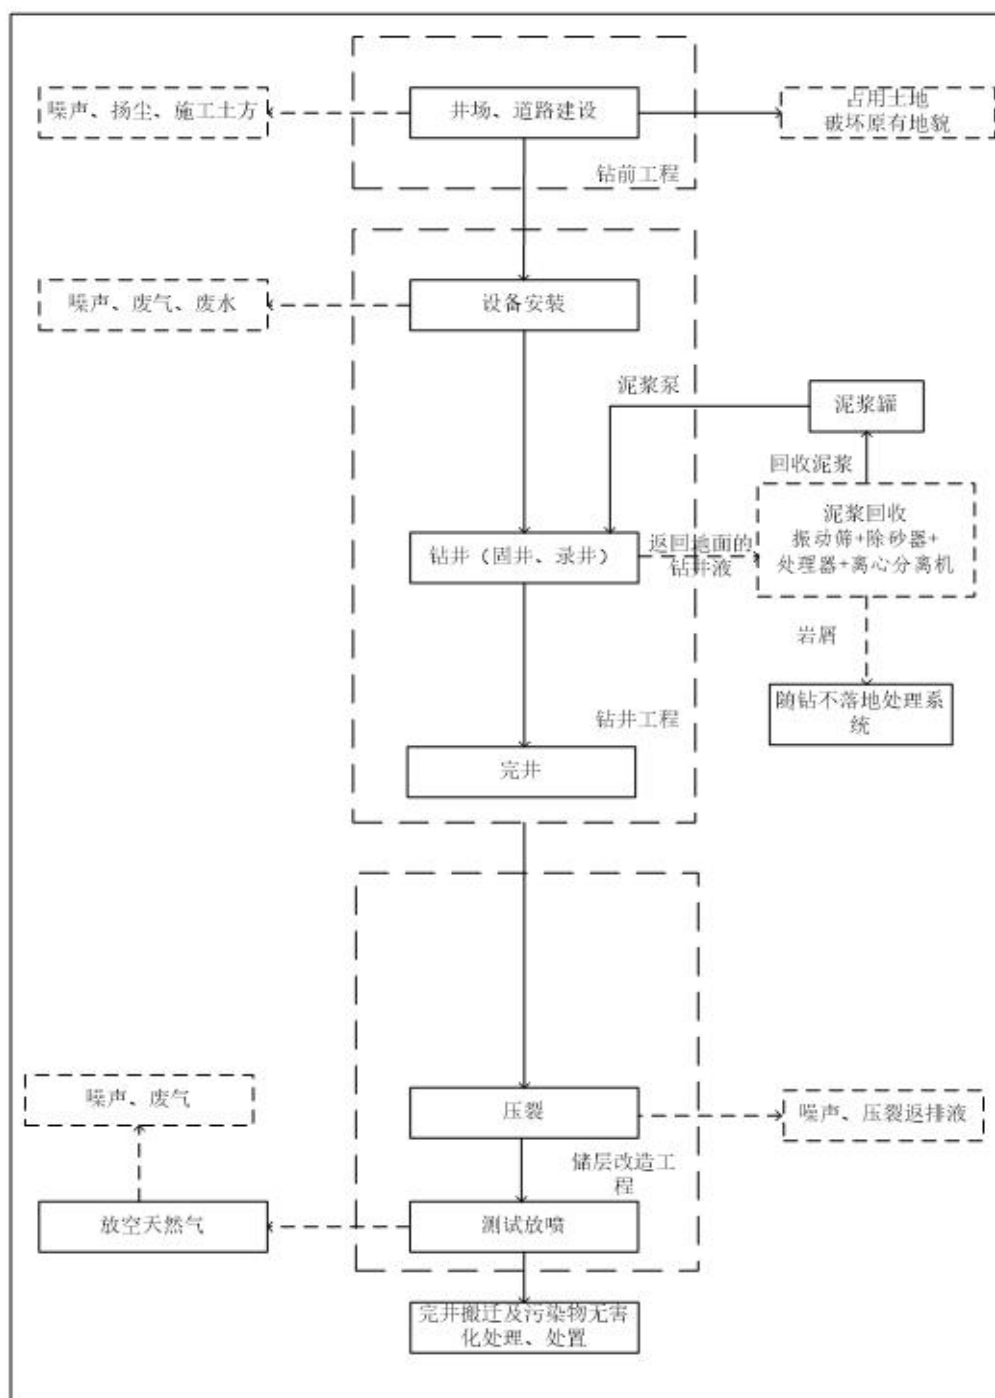 噪声、扬尘、施工土方
井场、道路建设
占用土地
破坏原有地貌
钻前工程
噪声、废气、废水
设备安装
泥浆泵
泥浆罐
回收泥浆
泥浆回收
振动筛+除砂器+
处理器+离心分离机
钻井（固井、录井）
返回地面的
钻井液
岩屑
随钻不落地处理系
统
钻井工程
完井
噪声、废气
压裂
噪声、压裂返排液
储层改造工
程
放空天然气
测试放喷
完井搬迁及污染物无害
化处理、处置